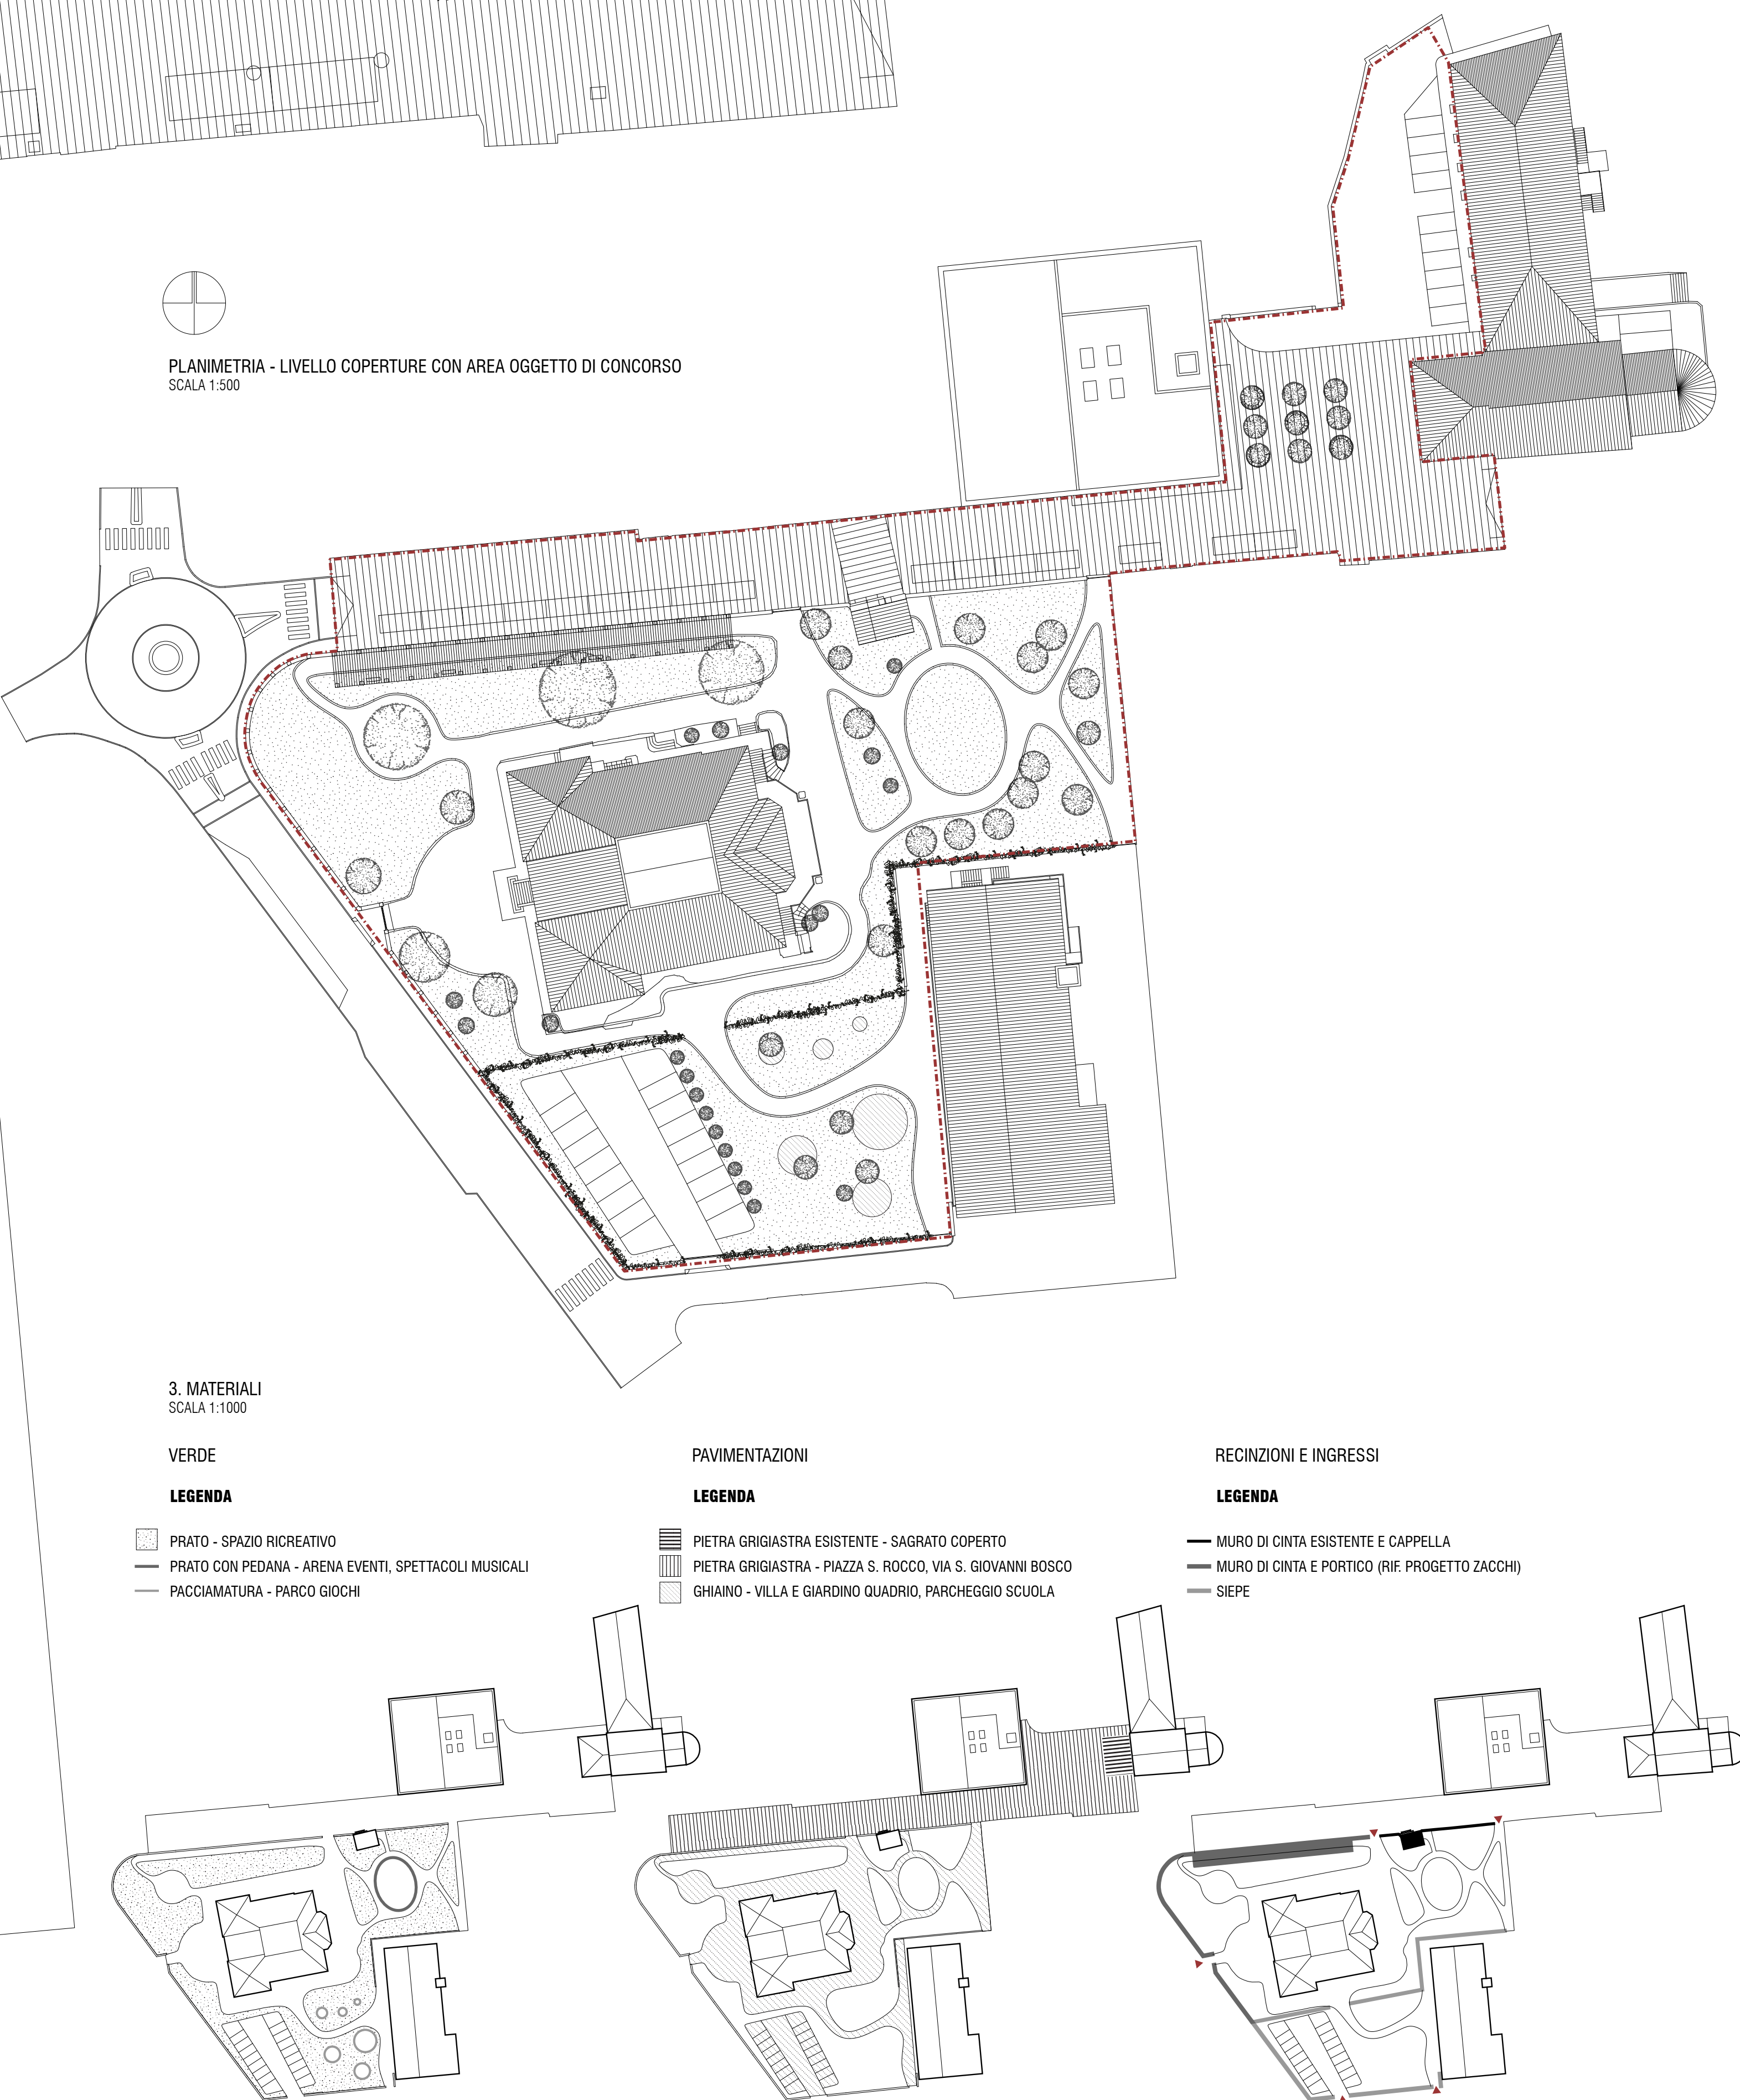 PLANIMETRIA - LIVELLO COPERTURE CON AREA OGGETTO DI CONCORSO
SCALA 1:500
3. MATERIALI
SCALA 1:1000
VERDE
LEGENDA
PRATO - SPAZIO RICREATIVO
PRATO CON PEDANA - ARENA EVENTI, SPETTACOLI MUSICALI
PACCIAMATURA - PARCO GIOCHI
PAVIMENTAZIONI
LEGENDA
PIETRA GRIGIASTRA ESISTENTE - SAGRATO COPERTO
PIETRA GRIGIASTRA - PIAZZA S. ROCCO, VIA S. GIOVANNI BOSCO
GHIAINO - VILLA E GIARDINO QUADRIO, PARCHEGGIO SCUOLA
RECINZIONI E INGRESSI
LEGENDA
MURO DI CINTA ESISTENTE E CAPPELLA
MURO DI CINTA E PORTICO (RIF. PROGETTO ZACCHI)
SIEPE